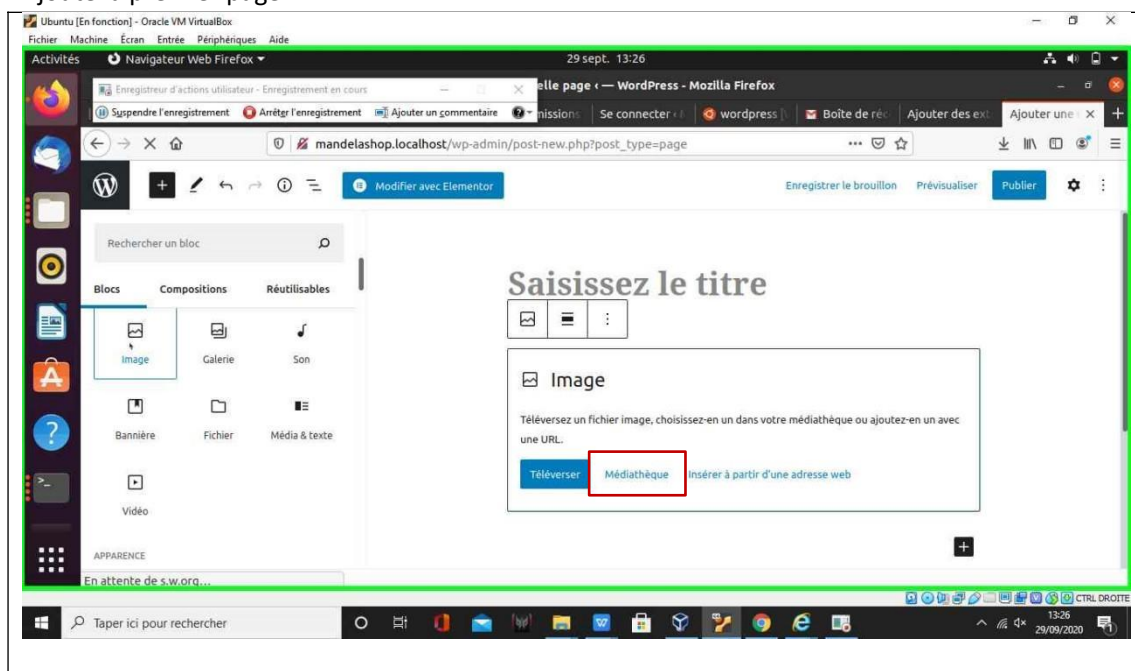 Ubuntu [En fonction] - Oracle VM VirtualBox
Fichier Machine Écran Entrée Périphériques Aide
Activités Navigateur Web Firefox 29 sept. 13:26
Enregistreur d'actions utilisateur - Enregistrement en cours
elle page ‹ — WordPress - Mozilla Firefox
Suspendre l'enregistrement Arrêter l'enregistrement Ajouter un commentaire
missions Se connecter ‹ wordpress Boîte de réc Ajouter des ext Ajouter une
mandelashop.localhost/wp-admin/post-new.php?post_type=page
Modifier avec Elementor Enregistrer le brouillon Prévisualiser Publier
Rechercher un bloc
Blocs Compositions Réutilisables
Saisissez le titre
Image Galerie Son
Image
Téléversez un fichier image, choisissez-en un dans votre médiathèque ou ajoutez-en un avec
une URL.
Bannière Fichier Média & texte
Téléverser Médiathèque Insérer à partir d'une adresse web
Vidéo
APPARENCE
En attente de s.w.org…
CTRL DROITE
Taper ici pour rechercher
13:26
29/09/2020